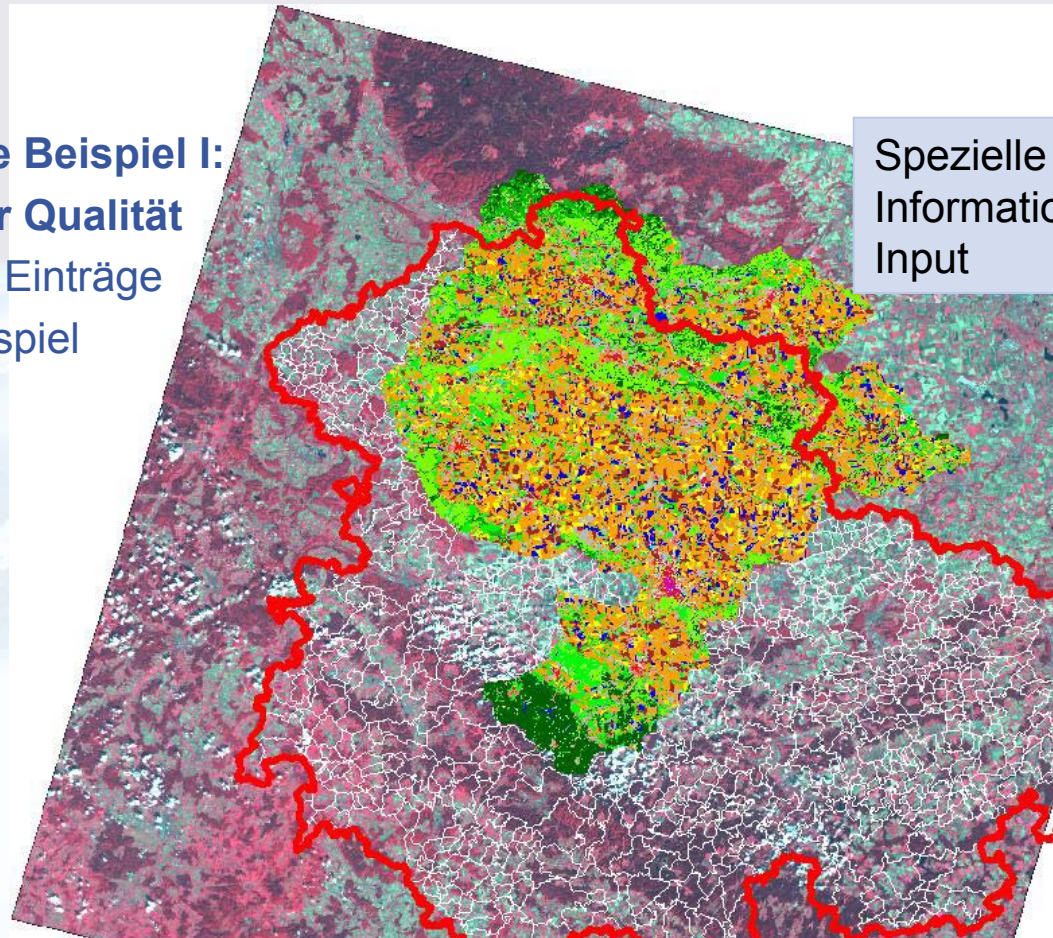 e Beispiel I:
r Qualität
Einträge
spiel
Spezielle
Informatio
Input